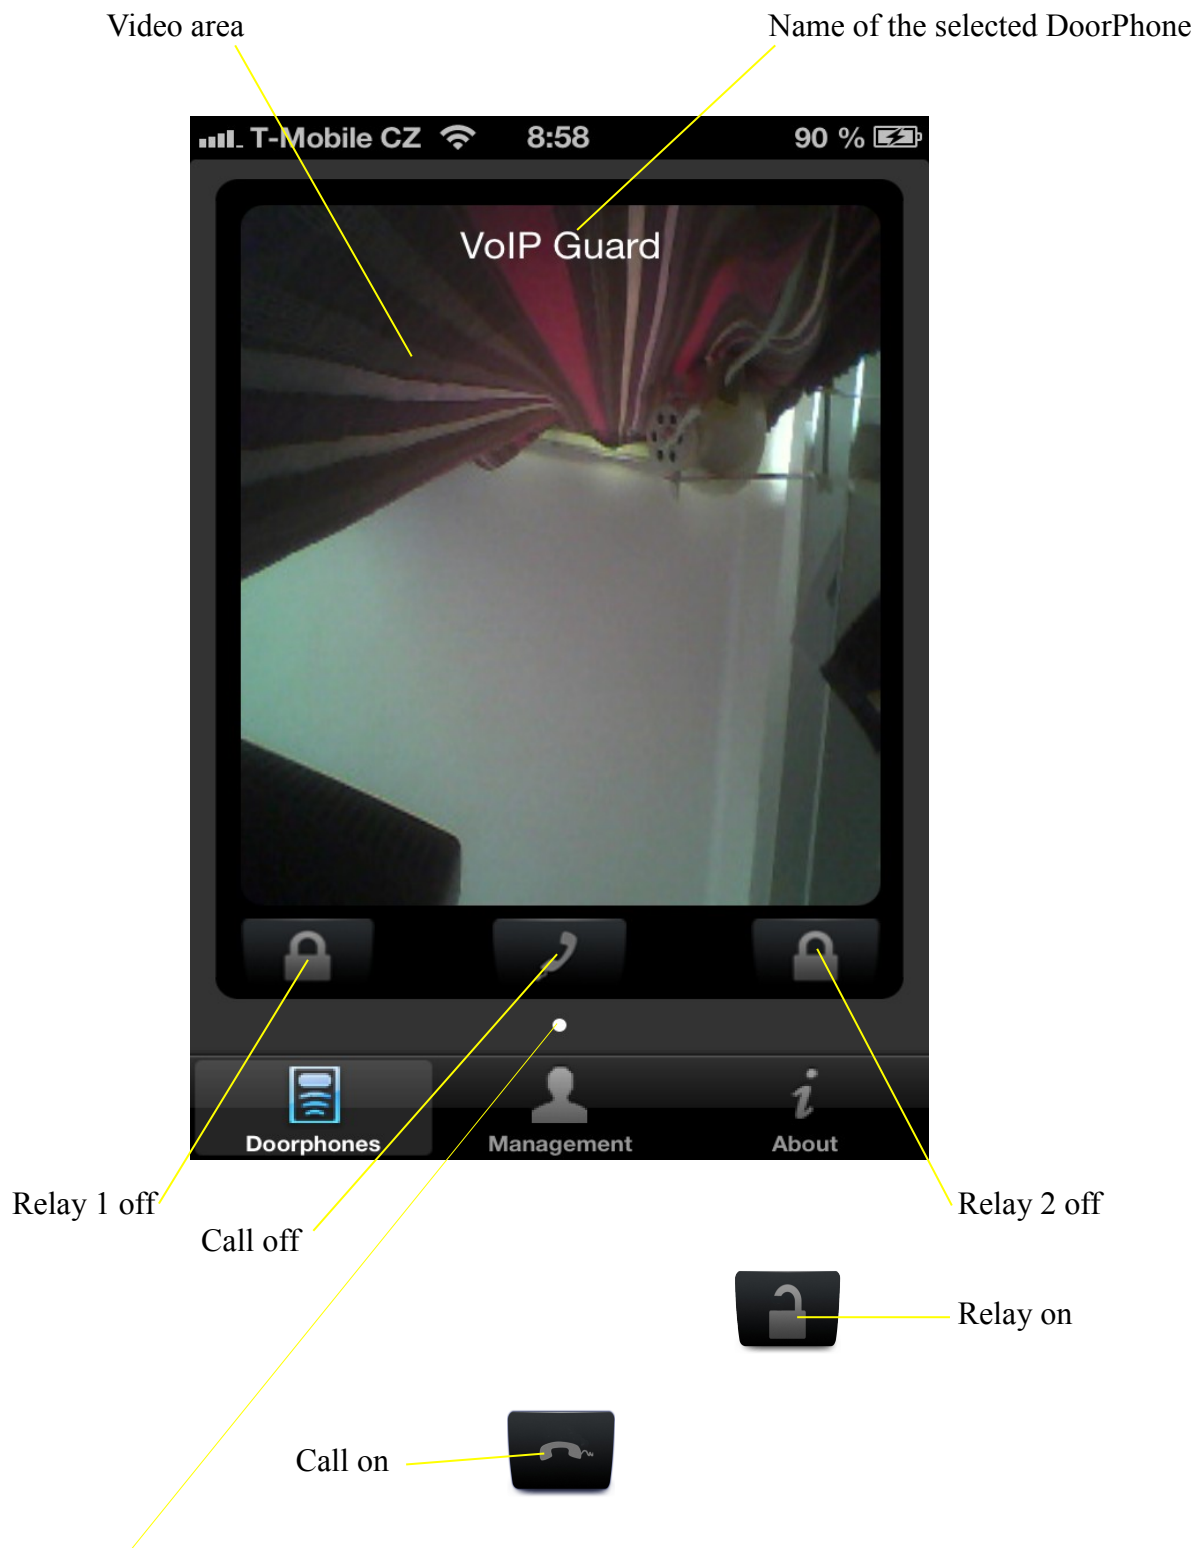 Video area
Name of the selected DoorPhone
T-Mobile CZ 8:58 90 %
VoIP Guard
Doorphones
Management
About
Relay 1 off
Relay 2 off
Call off
Relay on
Call on